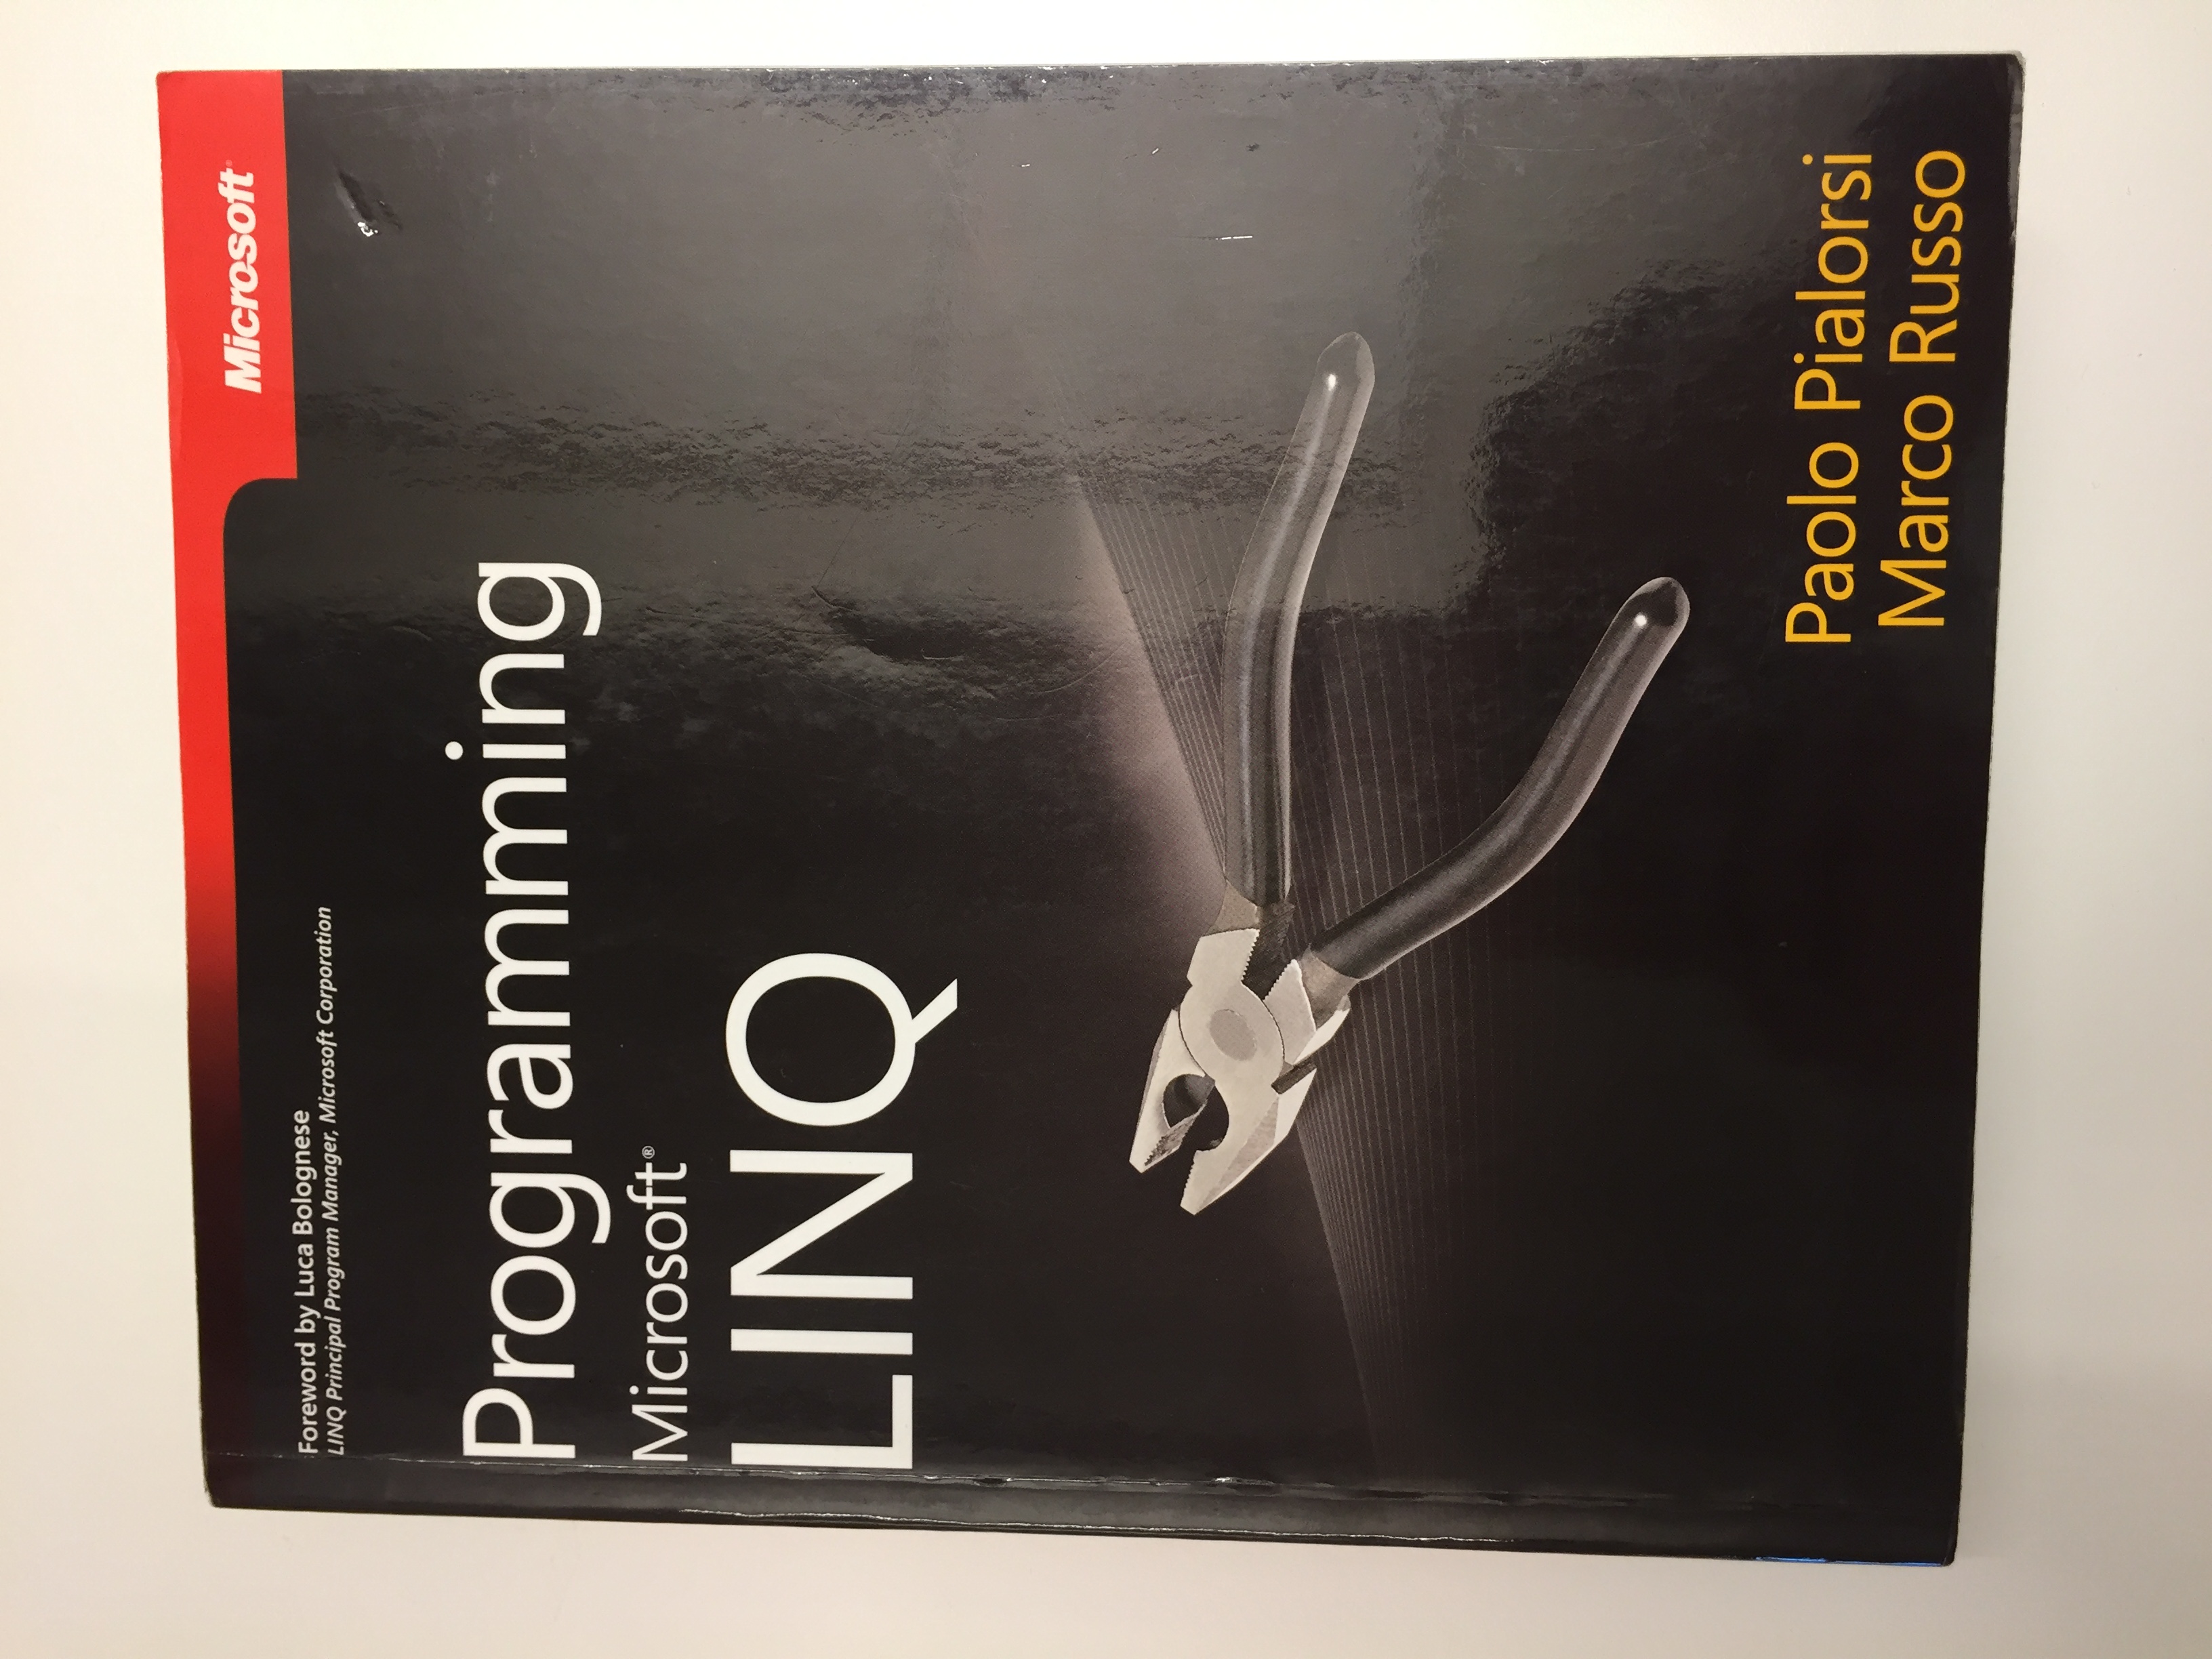 Microsoft®
Foreword by Luca Bolognese
LINQ Principal Program Manager, Microsoft Corporation
Programming
Microsoft®
LINQ
Paolo Pialorsi
Marco Russo